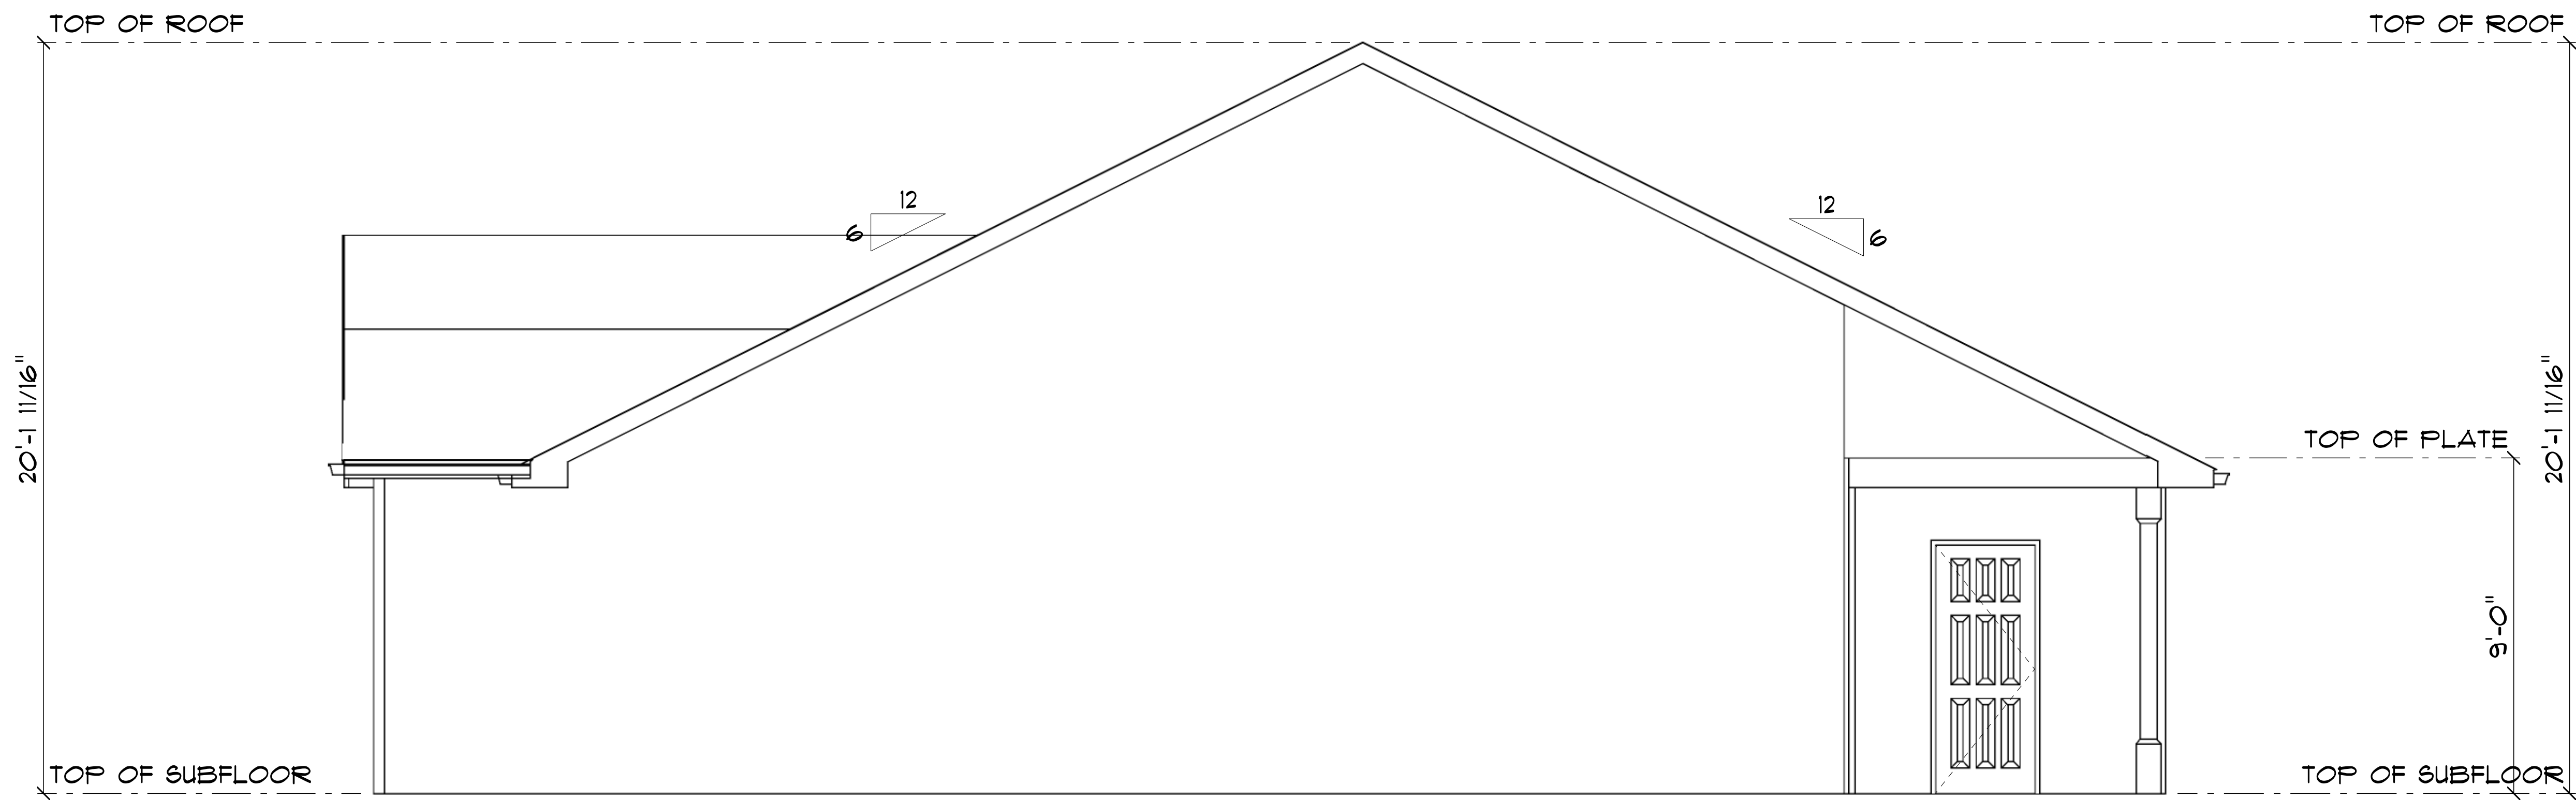 TOP OF ROOF
TOP OF ROOF
12
6
12
6
20'-1 11/16"
20'-1 11/16"
TOP OF PLATE
9'-0"
TOP OF SUBFLOOR
TOP OF SUBFLOOR